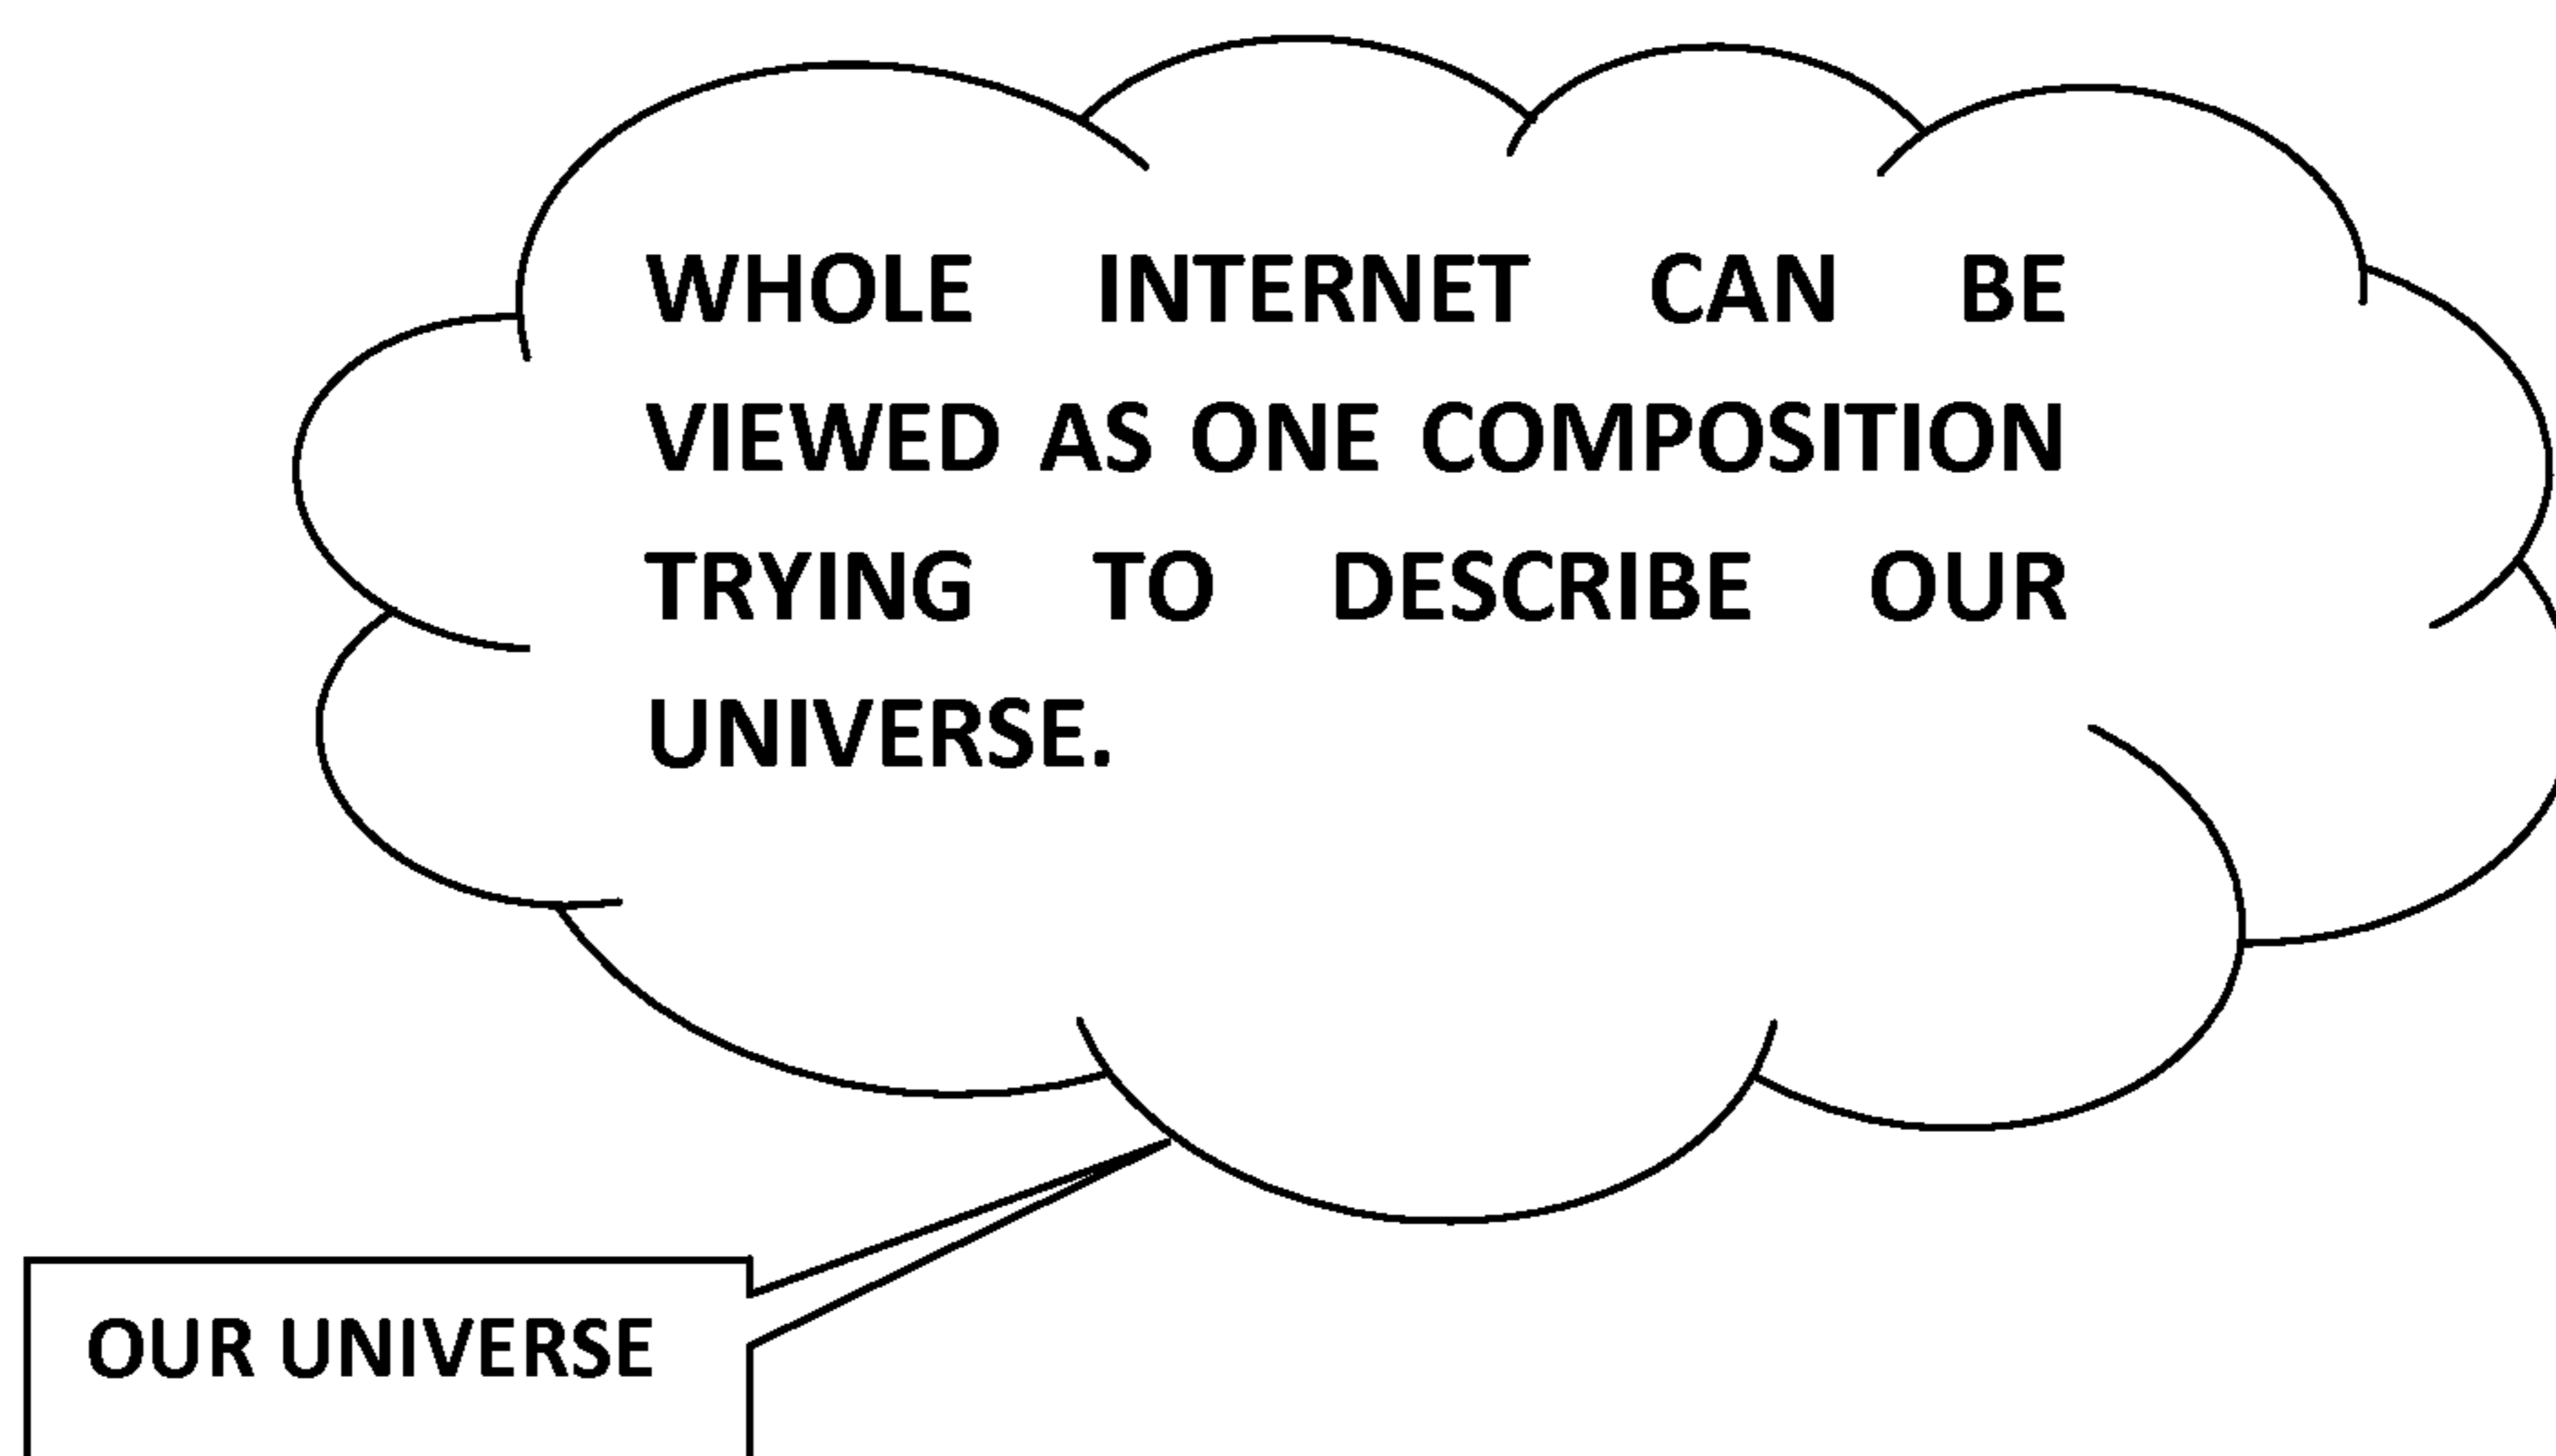 WHOLE INTERNET CAN BE
VIEWED AS ONE COMPOSITION
TRYING TO DESCRIBE OUR
UNIVERSE.
OUR UNIVERSE